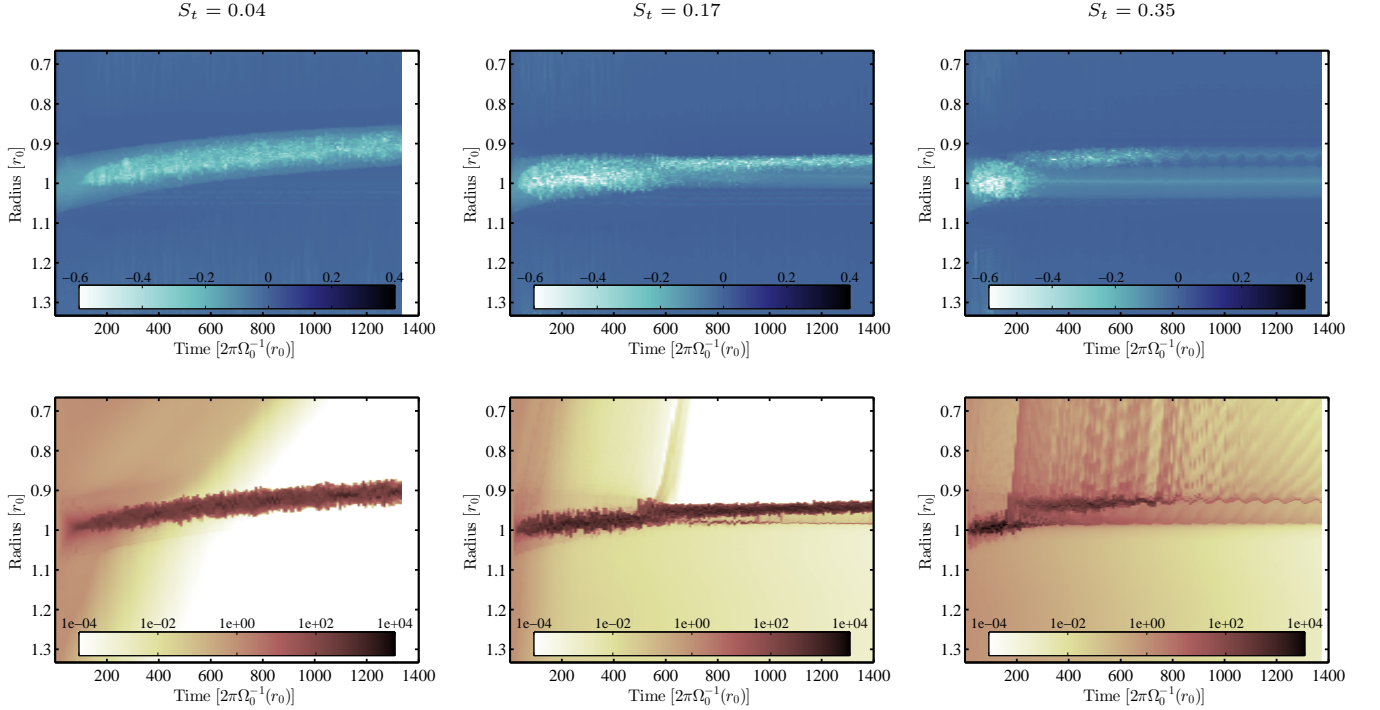 S_t = 0.04 S_t = 0.17 S_t = 0.35
Radius [r_0]
0.7
0.8
0.9
1
1.1
1.2
1.3
−0.6 −0.4 −0.2 0 0.2 0.4
200 400 600 800 1000 1200 1400
Time [2πΩ_0^{-1}(r_0)]
Radius [r_0]
0.7
0.8
0.9
1
1.1
1.2
1.3
−0.6 −0.4 −0.2 0 0.2 0.4
200 400 600 800 1000 1200 1400
Time [2πΩ_0^{-1}(r_0)]
Radius [r_0]
0.7
0.8
0.9
1
1.1
1.2
1.3
−0.6 −0.4 −0.2 0 0.2 0.4
200 400 600 800 1000 1200 1400
Time [2πΩ_0^{-1}(r_0)]
Radius [r_0]
0.7
0.8
0.9
1
1.1
1.2
1.3
1e−04 1e−02 1e+00 1e+02 1e+04
200 400 600 800 1000 1200 1400
Time [2πΩ_0^{-1}(r_0)]
Radius [r_0]
0.7
0.8
0.9
1
1.1
1.2
1.3
1e−04 1e−02 1e+00 1e+02 1e+04
200 400 600 800 1000 1200 1400
Time [2πΩ_0^{-1}(r_0)]
Radius [r_0]
0.7
0.8
0.9
1
1.1
1.2
1.3
1e−04 1e−02 1e+00 1e+02 1e+04
200 400 600 800 1000 1200 1400
Time [2πΩ_0^{-1}(r_0)]